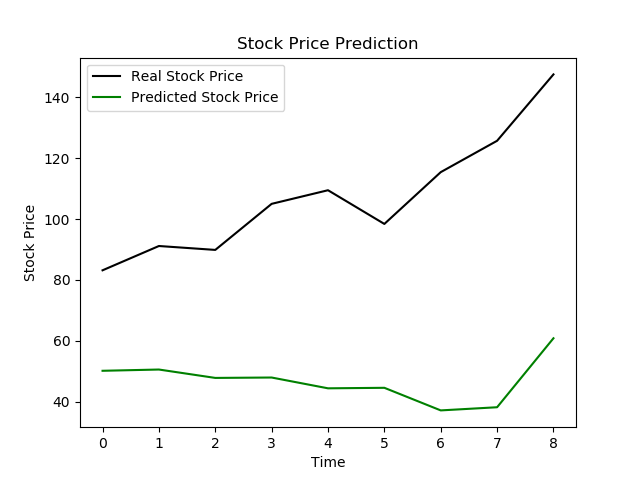 Stock Price Prediction
Real Stock Price
Predicted Stock Price
Stock Price
140
120
100
80
60
40
0 1 2 3 4 5 6 7 8
Time